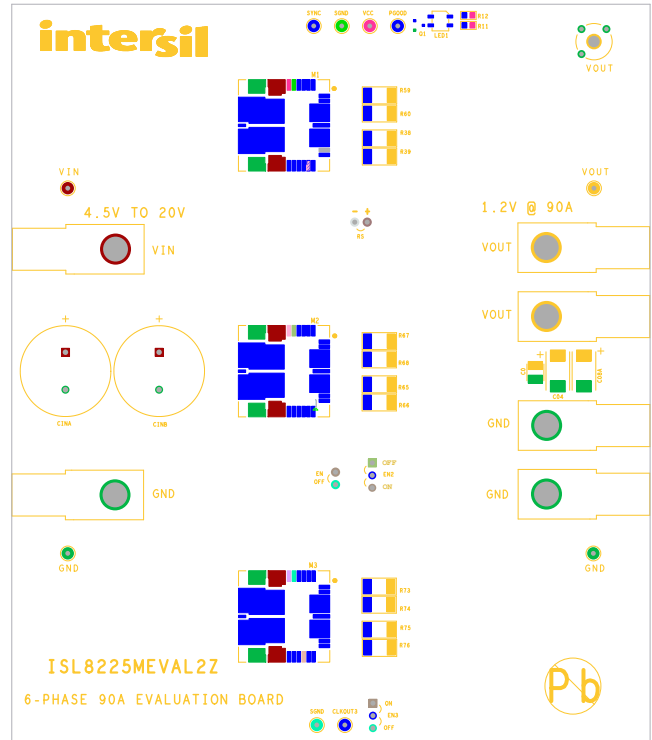 intersil
SYNC SGND VCC PGOOD
Q1 LED1
R12
R11
VOUT
M1
R59
R60
R38
R39
VIN
4.5V TO 20V
VIN
VOUT
1.2V @ 90A
VOUT
- +
VOUT
M2
R67
R68
R65
R66
+ +
CINA CINB
+ +
C04
GND
EN
OFF
EN2
GND
GND
GND
GND
M3
R73
R74
R75
R76
ISL8225MEVAL2Z
6-PHASE 90A EVALUATION BOARD
SGND CLKOUT3
ON
EN3
OFF
Pb